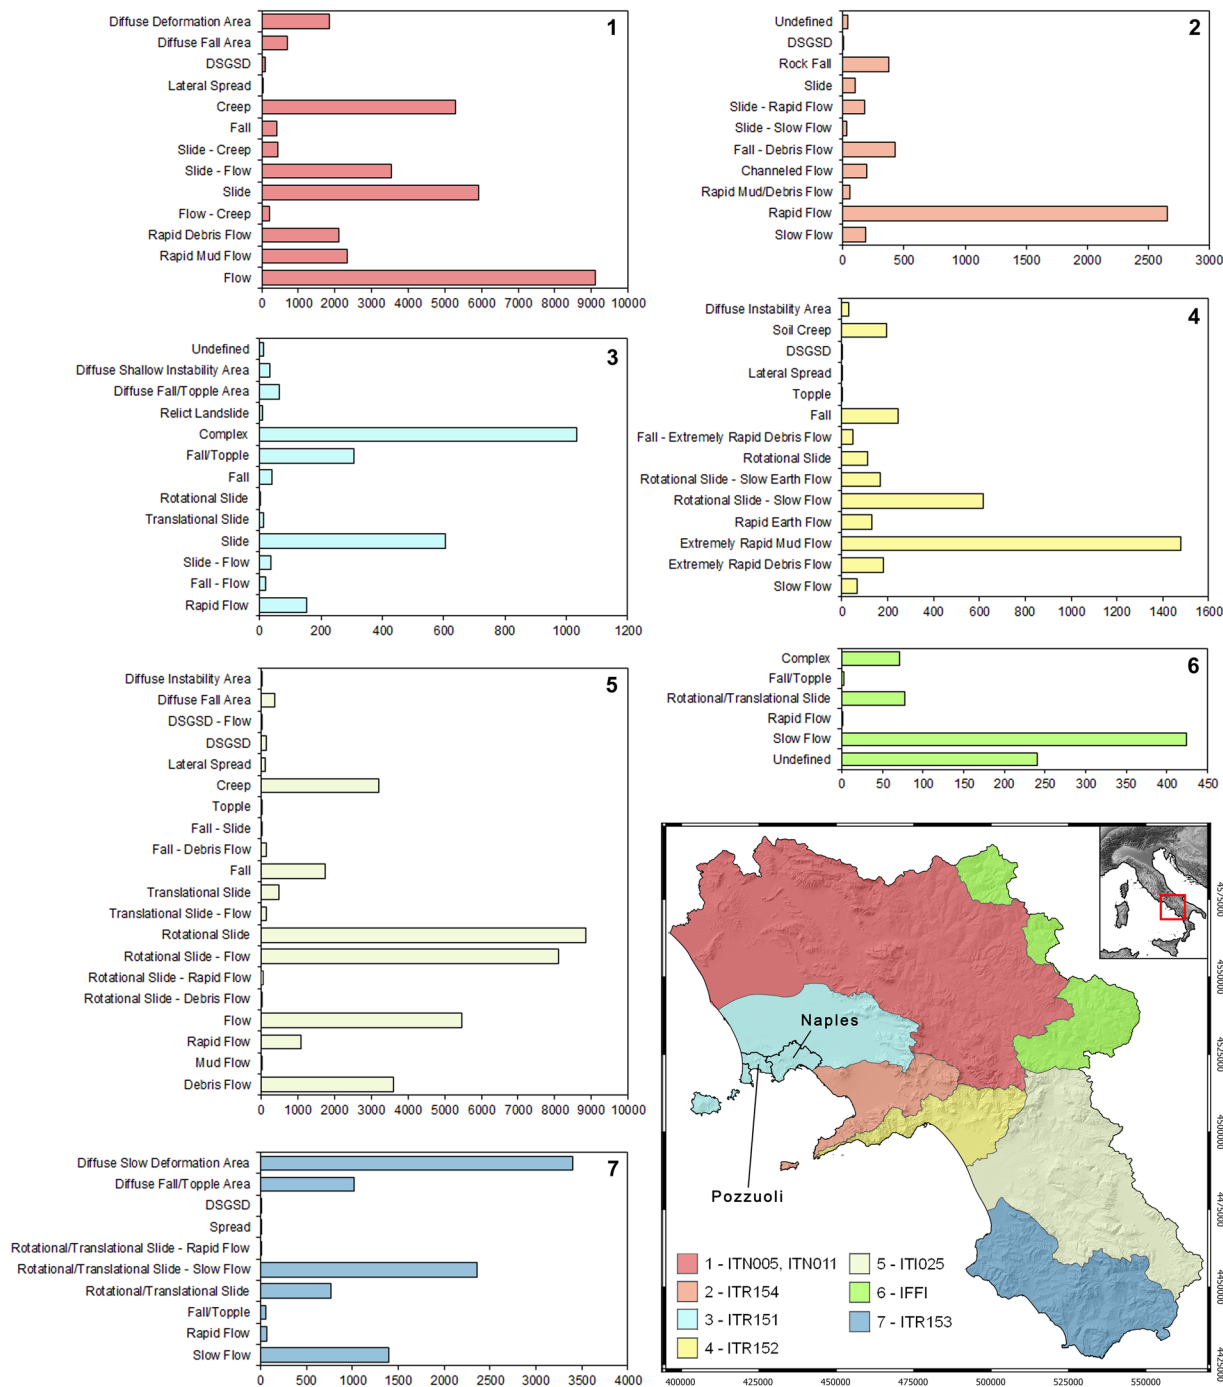 1
Diffuse Deformation Area
Diffuse Fall Area
DSGSD
Lateral Spread
Creep
Fall
Slide - Creep
Slide - Flow
Slide
Flow - Creep
Rapid Debris Flow
Rapid Mud Flow
Flow
0 1000 2000 3000 4000 5000 6000 7000 8000 9000 10000
2
Undefined
DSGSD
Rock Fall
Slide
Slide - Rapid Flow
Slide - Slow Flow
Fall - Debris Flow
Channeled Flow
Rapid Mud/Debris Flow
Rapid Flow
Slow Flow
0 500 1000 1500 2000 2500 3000
3
Undefined
Diffuse Shallow Instability Area
Diffuse Fall/Topple Area
Relict Landslide
Complex
Fall/Topple
Fall
Rotational Slide
Translational Slide
Slide
Slide - Flow
Fall - Flow
Rapid Flow
0 200 400 600 800 1000 1200
4
Diffuse Instability Area
Soil Creep
DSGSD
Lateral Spread
Topple
Fall
Fall - Extremely Rapid Debris Flow
Rotational Slide
Rotational Slide - Slow Earth Flow
Rotational Slide - Slow Flow
Rapid Earth Flow
Extremely Rapid Mud Flow
Extremely Rapid Debris Flow
Slow Flow
0 200 400 600 800 1000 1200 1400 1600
5
Diffuse Instability Area
Diffuse Fall Area
DSGSD - Flow
DSGSD
Lateral Spread
Creep
Topple
Fall - Slide
Fall - Debris Flow
Fall
Translational Slide
Translational Slide - Flow
Rotational Slide
Rotational Slide - Flow
Rotational Slide - Rapid Flow
Rotational Slide - Debris Flow
Flow
Rapid Flow
Mud Flow
Debris Flow
0 1000 2000 3000 4000 5000 6000 7000 8000 9000 10000
6
Complex
Fall/Topple
Rotational/Translational Slide
Rapid Flow
Slow Flow
Undefined
0 50 100 150 200 250 300 350 400 450
7
Diffuse Slow Deformation Area
Diffuse Fall/Topple Area
DSGSD
Spread
Rotational/Translational Slide - Rapid Flow
Rotational/Translational Slide - Slow Flow
Rotational/Translational Slide
Fall/Topple
Rapid Flow
Slow Flow
0 500 1000 1500 2000 2500 3000 3500 4000
Naples
Pozzuoli
1 - ITN005, ITN011
2 - ITR154
3 - ITR151
4 - ITR152
5 - ITI025
6 - IFFI
7 - ITR153
400000 425000 450000 475000 500000 525000 550000
4575000
4550000
4525000
4500000
4475000
4450000
4425000